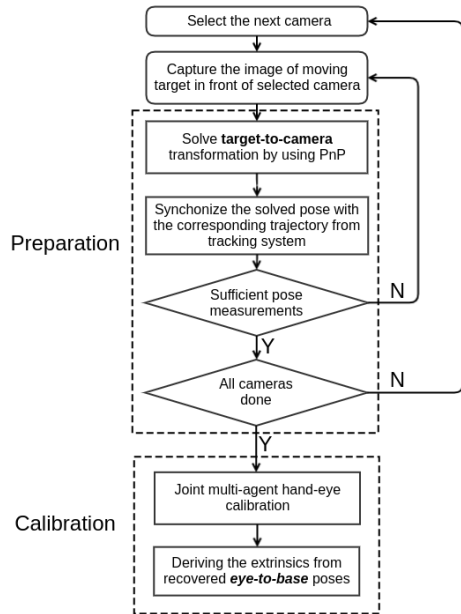 Select the next camera
Capture the image of moving
target in front of selected camera
Solve target-to-camera
transformation by using PnP
Synchonize the solved pose with
the corresponding trajectory from
tracking system
Preparation
Sufficient pose
measurements
N
Y
All cameras
done
N
Y
Joint multi-agent hand-eye
calibration
Calibration
Deriving the extrinsics from
recovered eye-to-base poses